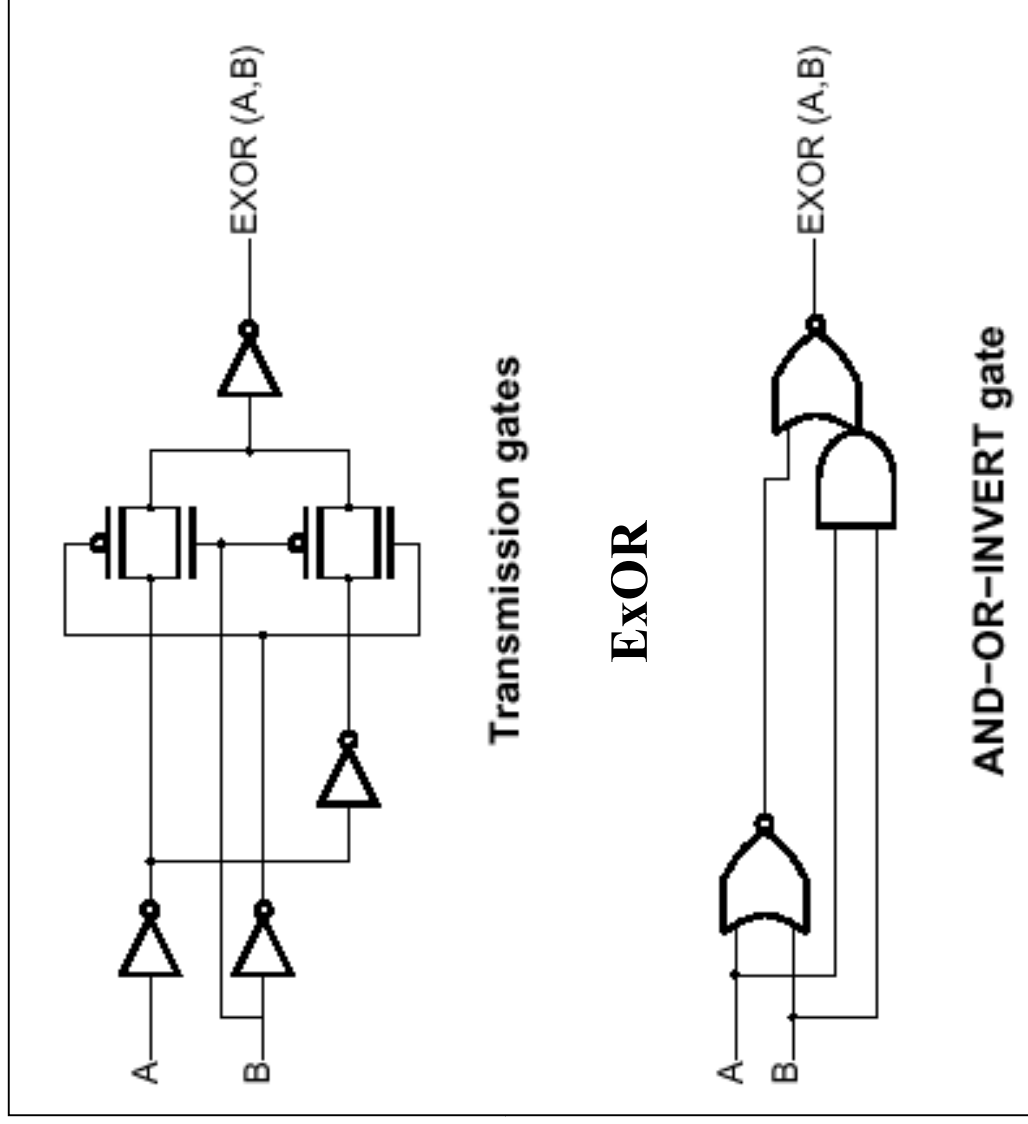 A
B
EXOR (A,B)
Transmission gates
ExOR
A
B
EXOR (A,B)
AND−OR−INVERT gate